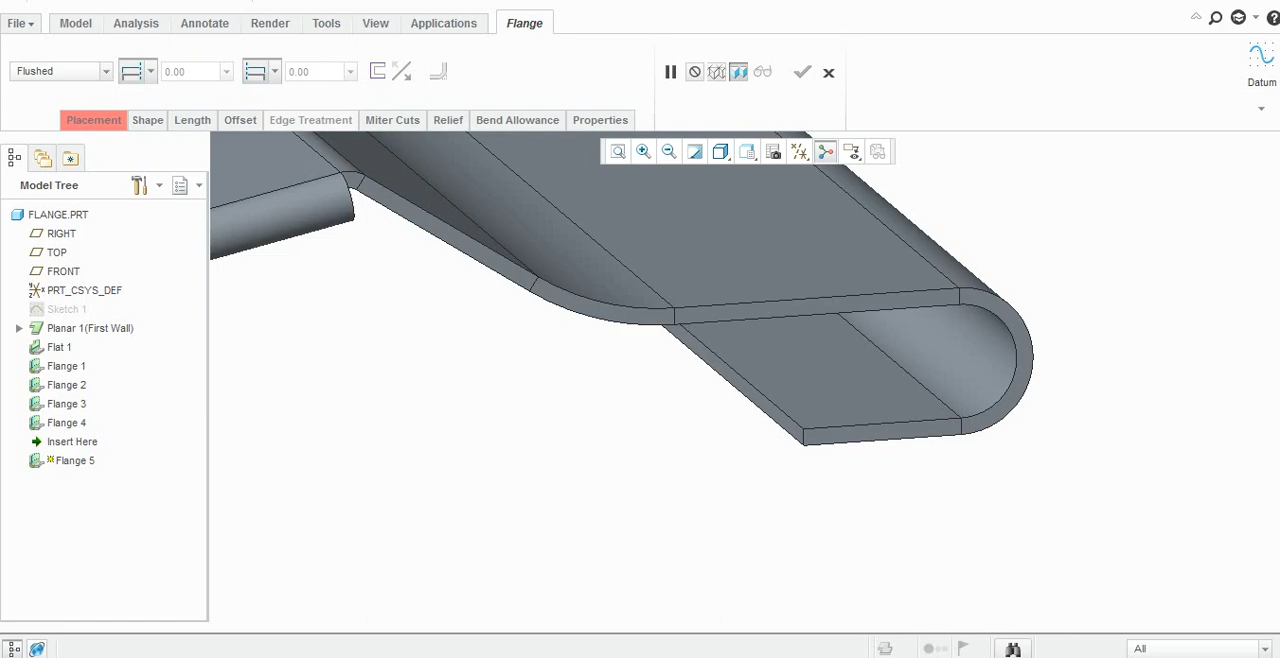 File Model Analysis Annotate Render Tools View Applications Flange
Flushed 0.00 0.00
Datum
Placement Shape Length Offset Edge Treatment Miter Cuts Relief Bend Allowance Properties
Model Tree
FLANGE.PRT
RIGHT
TOP
FRONT
PRT_CSYS_DEF
Sketch 1
Planar 1(First Wall)
Flat 1
Flange 1
Flange 2
Flange 3
Flange 4
Insert Here
Flange 5
All